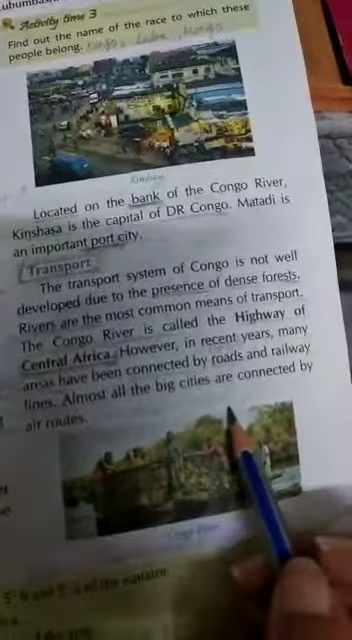 Activity time 3
Find out the name of the race to which these
people belong.
Kinshasa
Located on the bank of the Congo River,
Kinshasa is the capital of DR Congo. Matadi is
an important port city.
Transport
The transport system of Congo is not well
developed due to the presence of dense forests.
Rivers are the most common means of transport.
The Congo River is called the Highway of
Central Africa. However, in recent years, many
areas have been connected by roads and railway
lines. Almost all the big cities are connected by
air routes.
Congo River
N and 5° S of the equator.